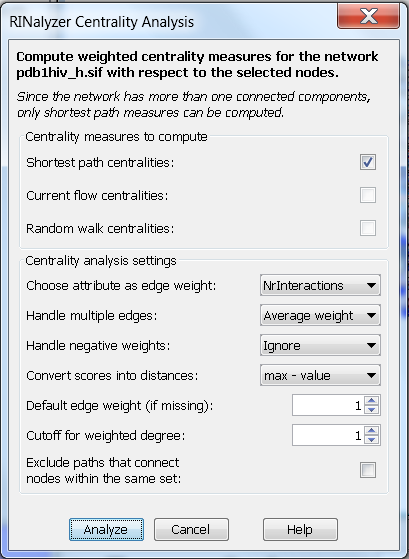 RINalyzer Centrality Analysis
Compute weighted centrality measures for the network
pdb1hiv_h.sif with respect to the selected nodes.
Since the network has more than one connected components,
only shortest path measures can be computed.
Centrality measures to compute
Shortest path centralities:
Current flow centralities:
Random walk centralities:
Centrality analysis settings
Choose attribute as edge weight: NrInteractions
Handle multiple edges: Average weight
Handle negative weights: Ignore
Convert scores into distances: max - value
Default edge weight (if missing): 1
Cutoff for weighted degree: 1
Exclude paths that connect
nodes within the same set:
Analyze Cancel Help